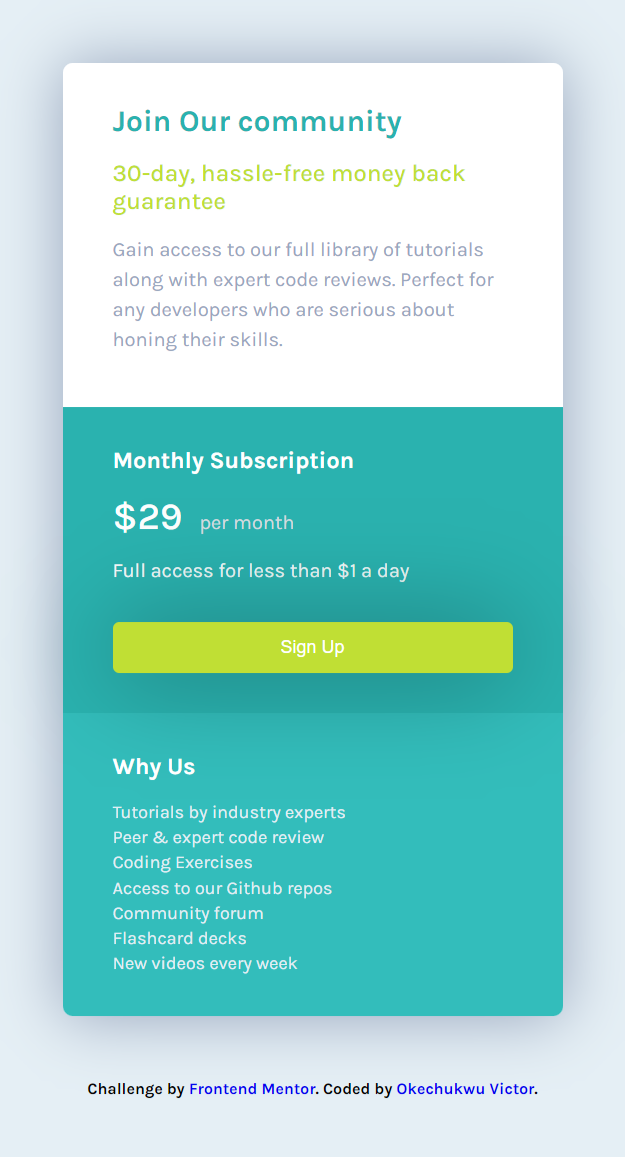 Join Our community
30-day, hassle-free money back
guarantee
Gain access to our full library of tutorials
along with expert code reviews. Perfect for
any developers who are serious about
honing their skills.
Monthly Subscription
$29 per month
Full access for less than $1 a day
Sign Up
Why Us
Tutorials by industry experts
Peer & expert code review
Coding Exercises
Access to our Github repos
Community forum
Flashcard decks
New videos every week
Challenge by Frontend Mentor. Coded by Okechukwu Victor.